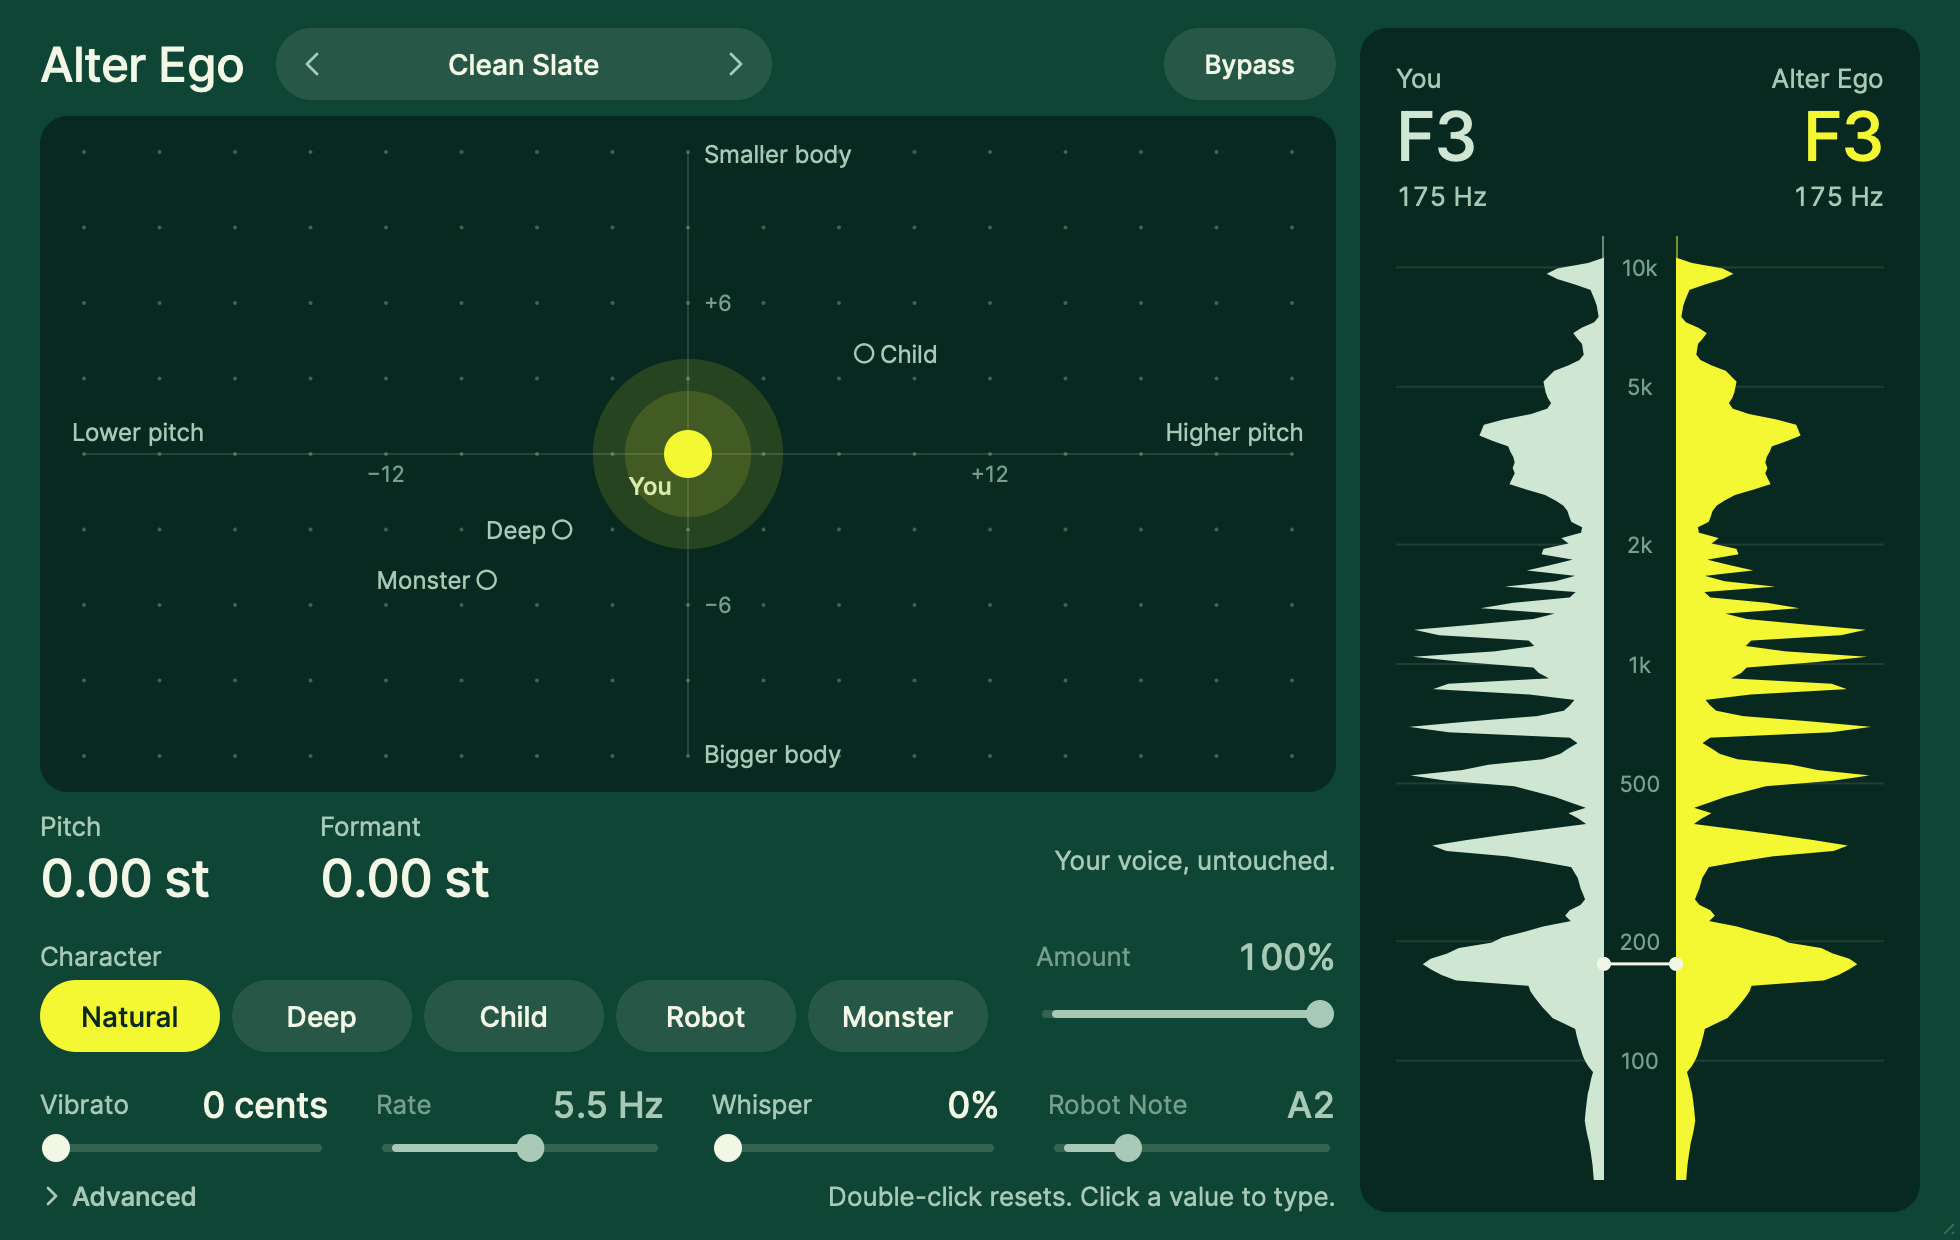 Alter Ego
Clean Slate
Bypass
Smaller body
+6
Child
Lower pitch
Higher pitch
−12
+12
You
Deep
Monster
−6
Bigger body
Pitch
0.00 st
Formant
0.00 st
Your voice, untouched.
Character
Natural
Deep
Child
Robot
Monster
Amount
100%
Vibrato
0 cents
Rate
5.5 Hz
Whisper
0%
Robot Note
A2
Advanced
Double-click resets. Click a value to type.
You
F3
175 Hz
Alter Ego
F3
175 Hz
10k
5k
2k
1k
500
200
100